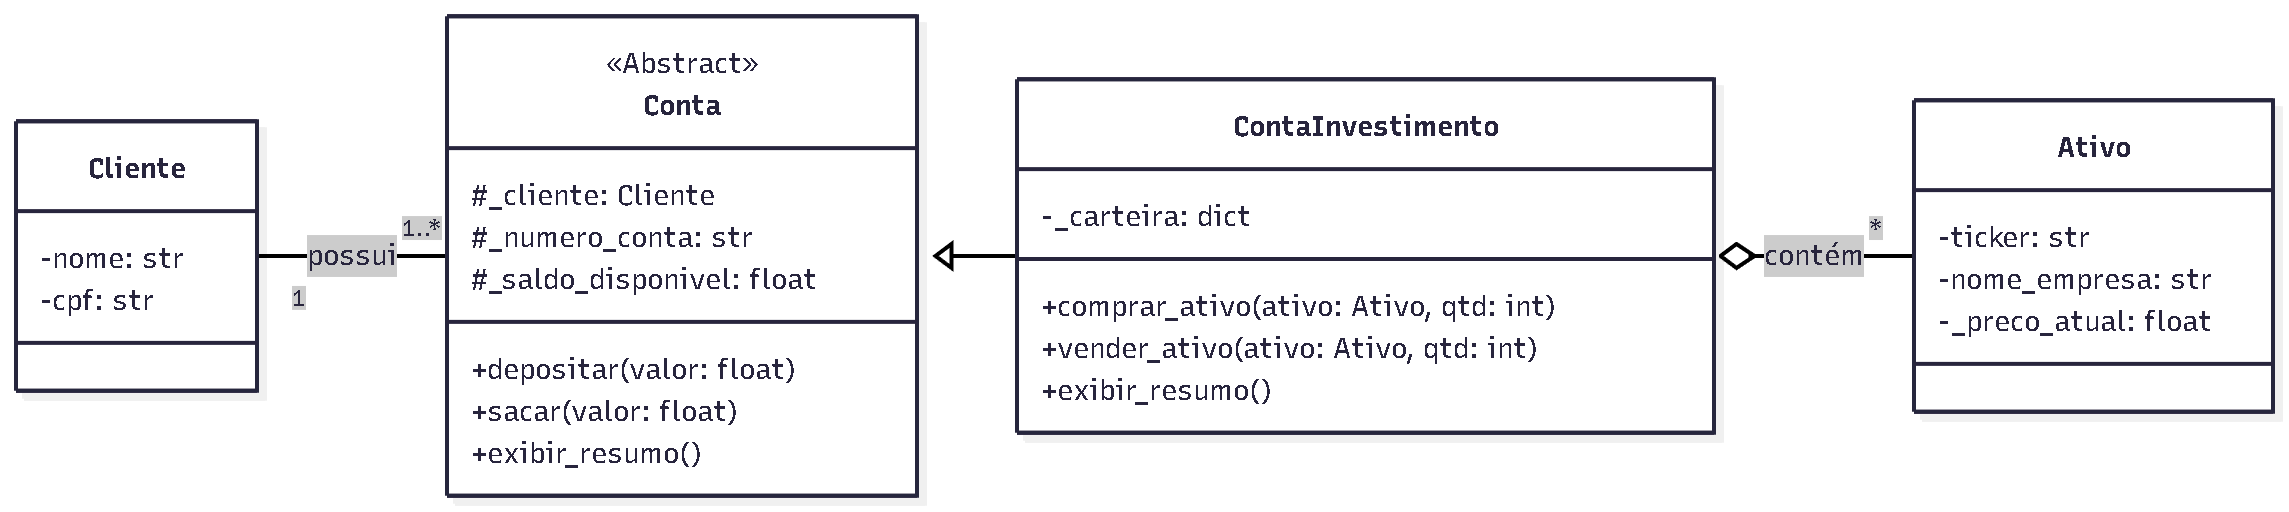 Cliente
-nome: str
-cpf: str
possui
1
1..*
«Abstract»
Conta
#_cliente: Cliente
#_numero_conta: str
#_saldo_disponivel: float
+depositar(valor: float)
+sacar(valor: float)
+exibir_resumo()
ContaInvestimento
-_carteira: dict
+comprar_ativo(ativo: Ativo, qtd: int)
+vender_ativo(ativo: Ativo, qtd: int)
+exibir_resumo()
contém
*
Ativo
-ticker: str
-nome_empresa: str
-_preco_atual: float